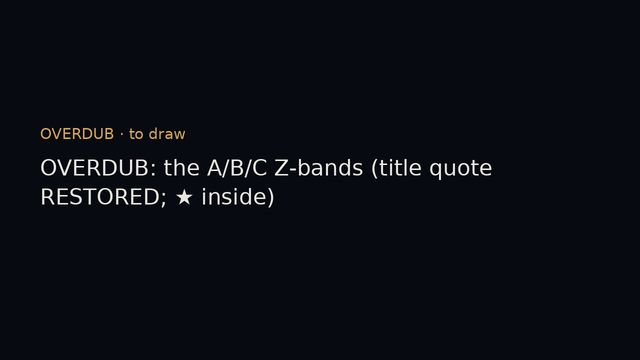 OVERDUB · to draw
OVERDUB: the A/B/C Z-bands (title quote
RESTORED; ★ inside)